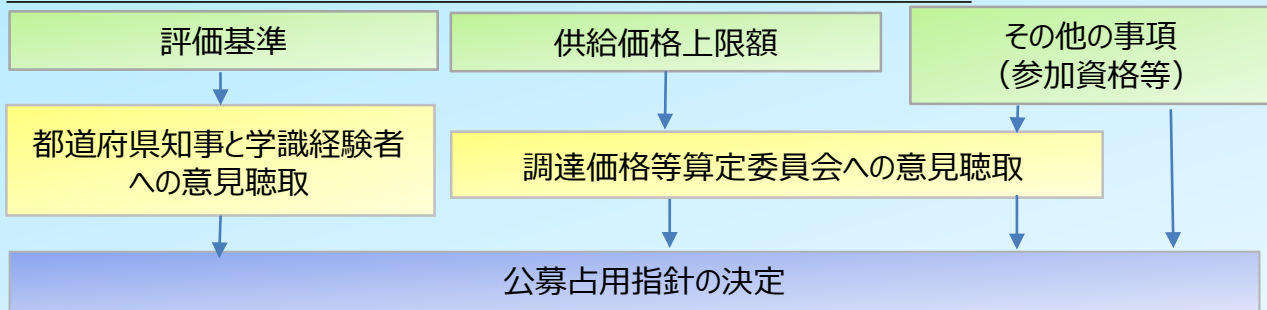 評価基準
供給価格上限額
その他の事項
（参加資格等）
都道府県知事と学識経験者
への意見聴取
調達価格等算定委員会への意見聴取
公募占用指針の決定